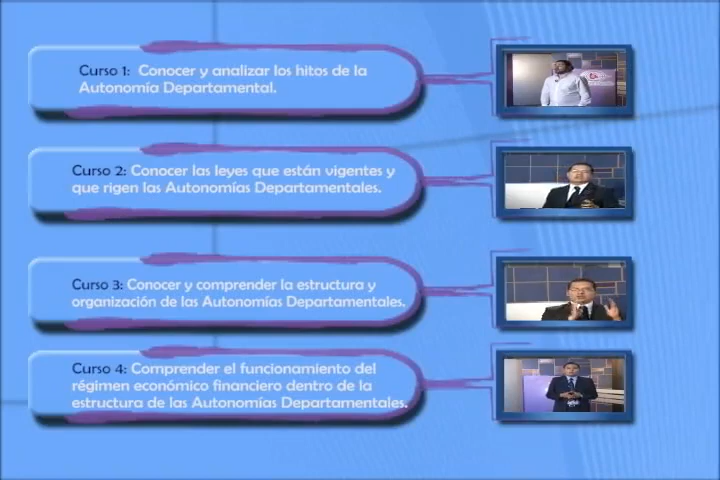 Curso 1: Conocer y analizar los hitos de la
Autonomía Departamental.
Curso 2: Conocer las leyes que están vigentes y
que rigen las Autonomías Departamentales.
Curso 3: Conocer y comprender la estructura y
organización de las Autonomías Departamentales.
Curso 4: Comprender el funcionamiento del
régimen económico financiero dentro de la
estructura de las Autonomías Departamentales.